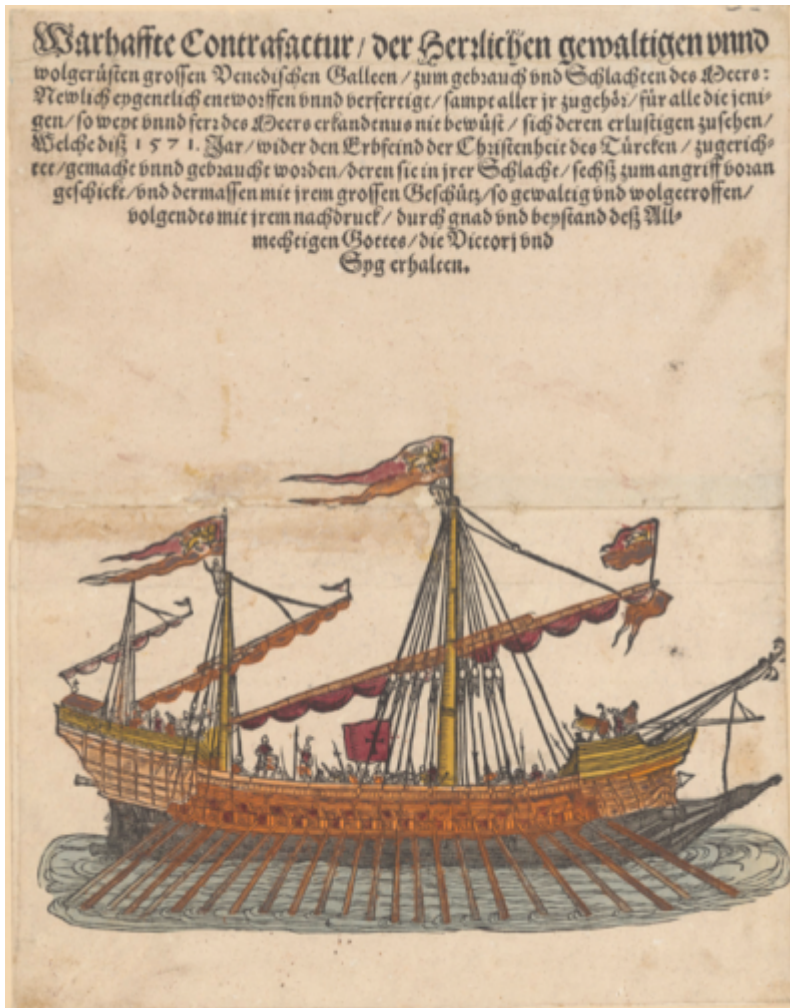 Warhaffte Contrafactur / der Herrlichen gewaltigen vnnd
wolgerüsten grossen Venedischen Galleen / zum gebrauch vnd Schlachten des Meers:
Newlich eygentlich entworffen vnnd verfertigt / sampt aller jr zugehör / für alle die jeni-
gen / so weyt vnnd ferr des Meers erkandtnus nit bewüst / sich deren erlustigen zusehen /
Welche diß 1571. Jar / wider den Erbfeind der Christenheit des Türcken / zugerich-
tet / gemacht vnnd gebraucht worden / deren sie in jrer Schlacht / sechß zum angriff voran
geschickt / vnd dermassen mit jrem grossen Geschütz / so gewaltig vnd wolgetroffen /
volgendts mit jrem nachdruck / durch gnad vnd beystand deß All-
mechtigen Gottes / die Victorj vnd
Syg erhalten.